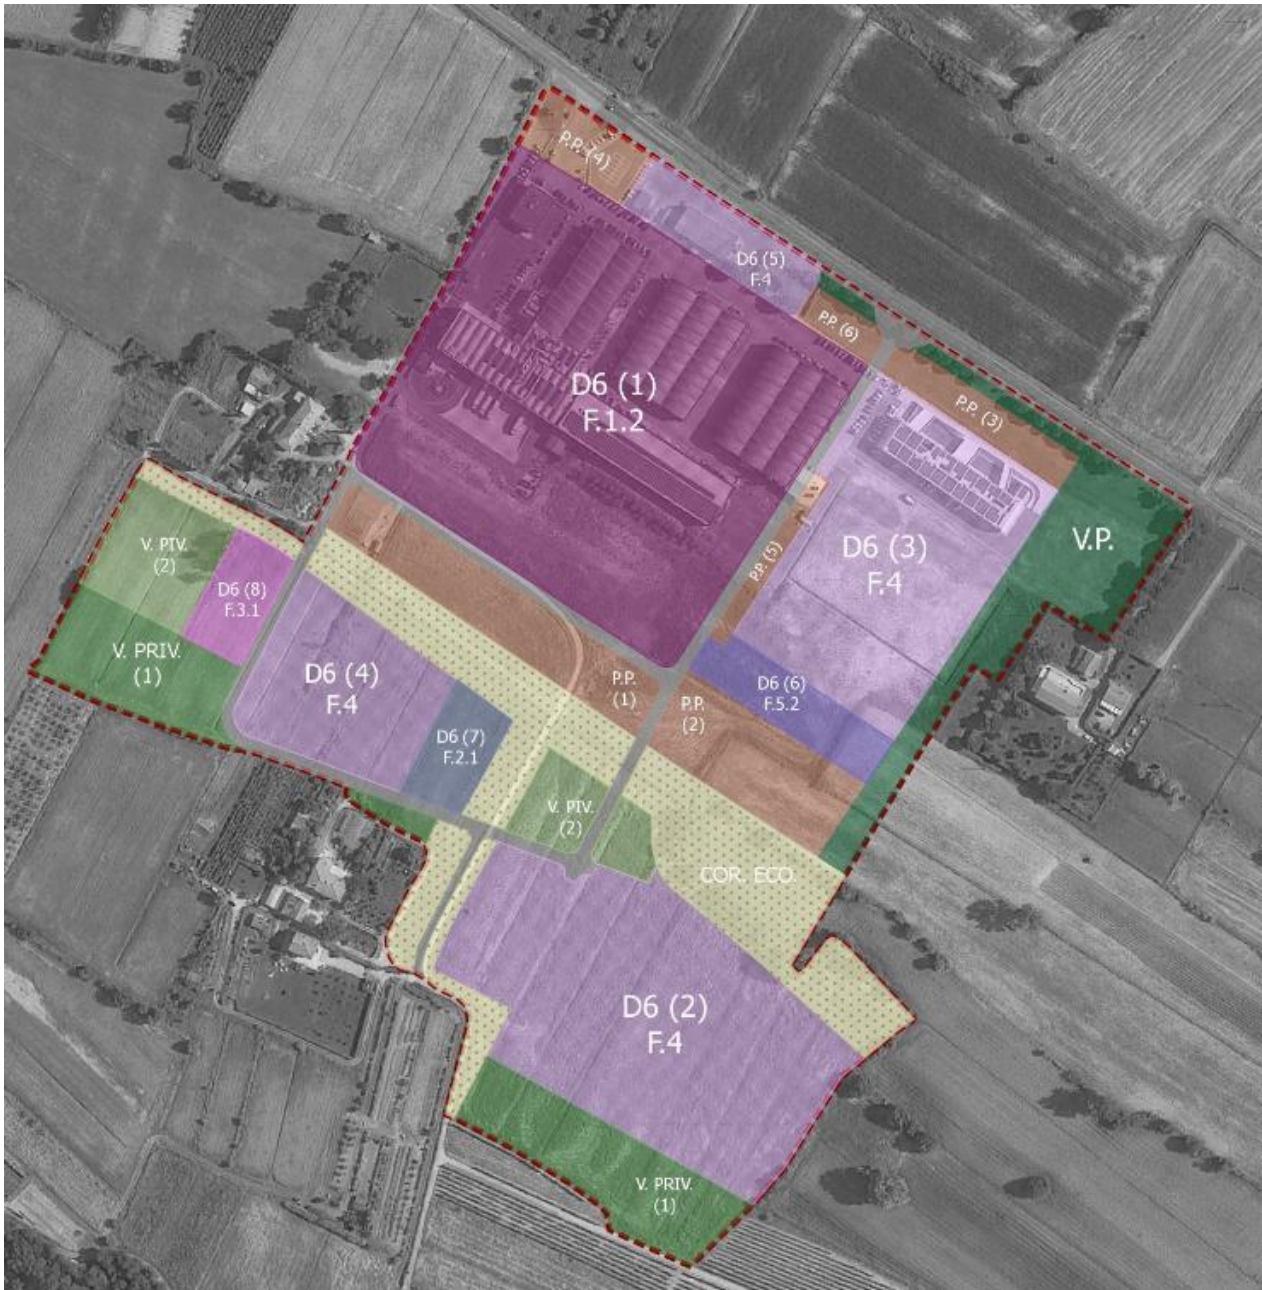 P.P. (4)
D6 (5)
F.4
P.P. (6)
D6 (1)
F.1.2
P.P. (3)
D6 (3)
F.4
V.P.
V. PIV.
(2)
P.P. (5)
D6 (8)
F.3.1
V. PRIV.
(1)
D6 (4)
F.4
P.P.
(1)
P.P.
(2)
D6 (6)
F.5.2
D6 (7)
F.2.1
V. PIV.
(2)
COR. ECO.
D6 (2)
F.4
V. PRIV.
(1)